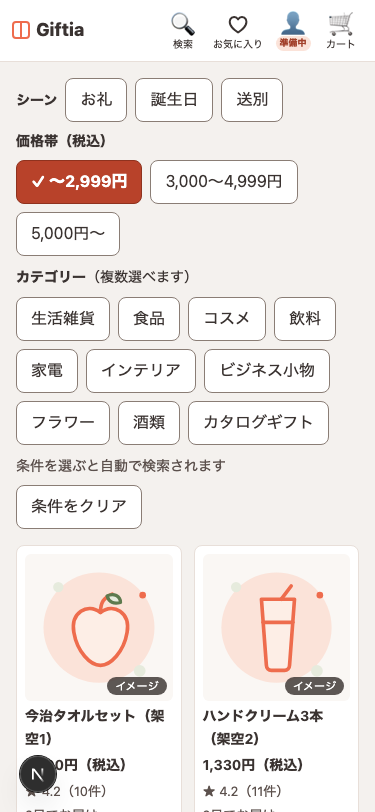 Giftia
検索
お気に入り
準備中
カート
シーン
お礼
誕生日
送別
価格帯（税込）
✓ 〜2,999円
3,000〜4,999円
5,000円〜
カテゴリー（複数選べます）
生活雑貨
食品
コスメ
飲料
家電
インテリア
ビジネス小物
フラワー
酒類
カタログギフト
条件を選ぶと自動で検索されます
条件をクリア
イメージ
イメージ
今治タオルセット（架
空1）
ハンドクリーム3本
（架空2）
0円（税込）
1,330円（税込）
N
★ 4.2（10件）
★ 4.2（11件）